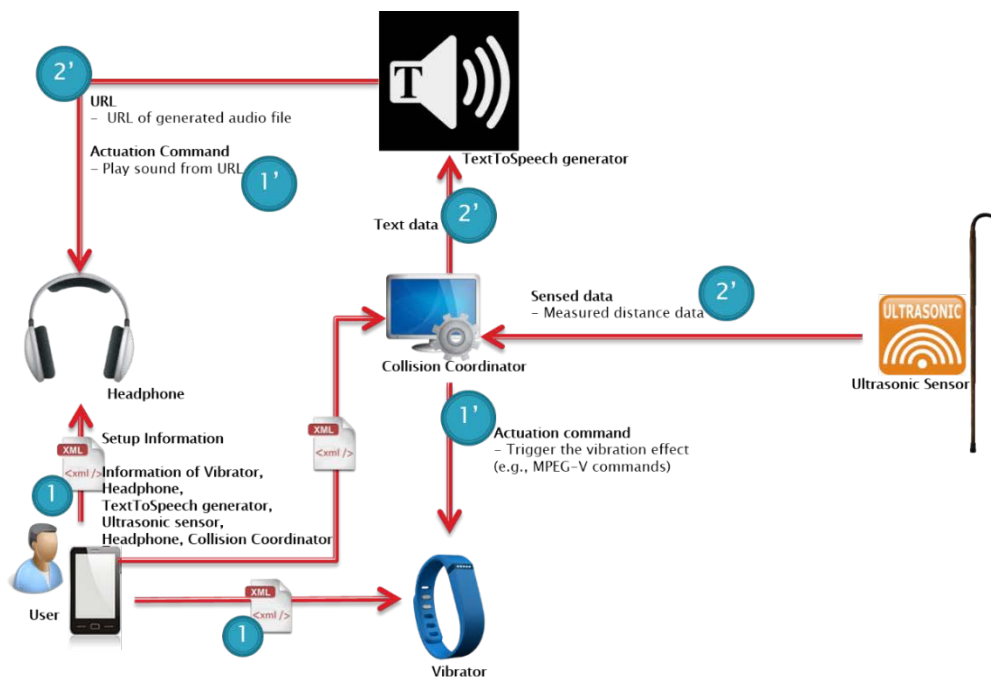 2’
URL
– URL of generated audio file
Actuation Command
– Play sound from URL
1’
T
TextToSpeech generator
Text data
2’
Sensed data
– Measured distance data
2’
ULTRASONIC
Ultrasonic Sensor
Collision Coordinator
Headphone
1’
Actuation command
– Trigger the vibration effect
(e.g., MPEG-V commands)
XML
<xml />
XML
<xml />
1
Setup Information
Information of Vibrator,
Headphone,
TextToSpeech generator,
Ultrasonic sensor,
Headphone, Collision Coordinator
User
XML
<xml />
1
Vibrator